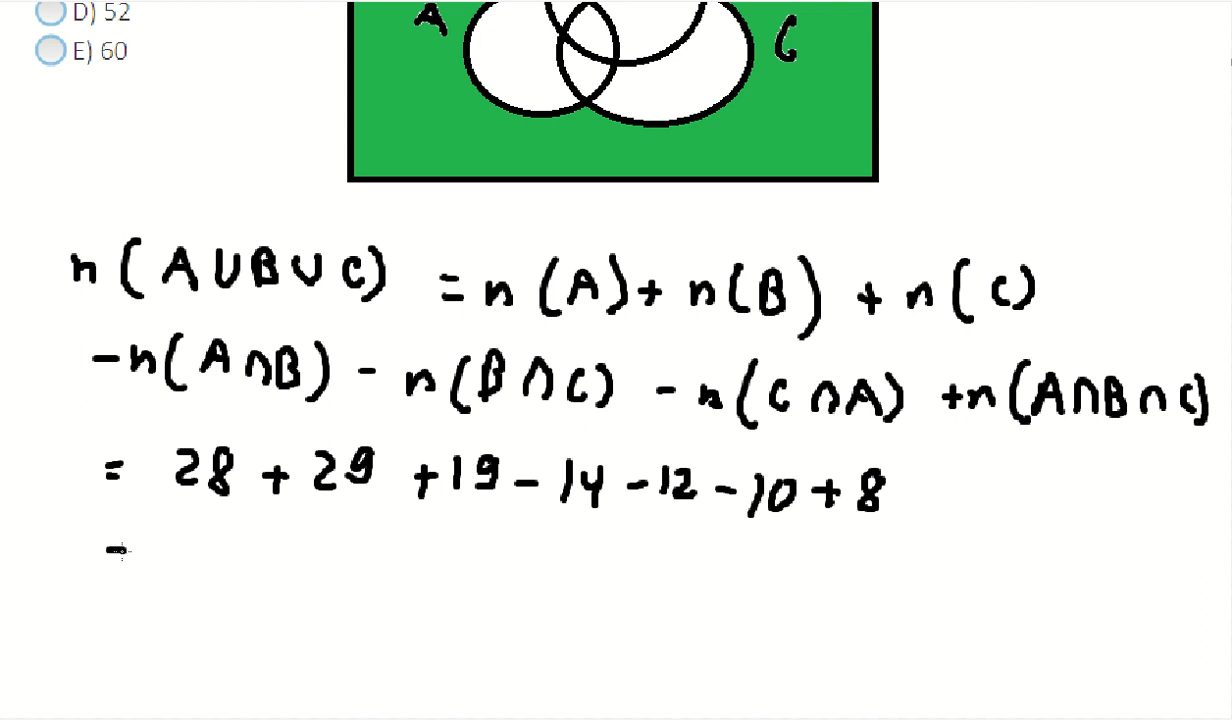 D) 52
E) 60
A
C
n(A∪B∪C) = n(A)+ n(B) + n(C)
-n(A∩B) - n(B∩C) - n(C∩A) +n(A∩B∩C)
= 28 + 29 +19 - 14 -12 -10 + 8
-